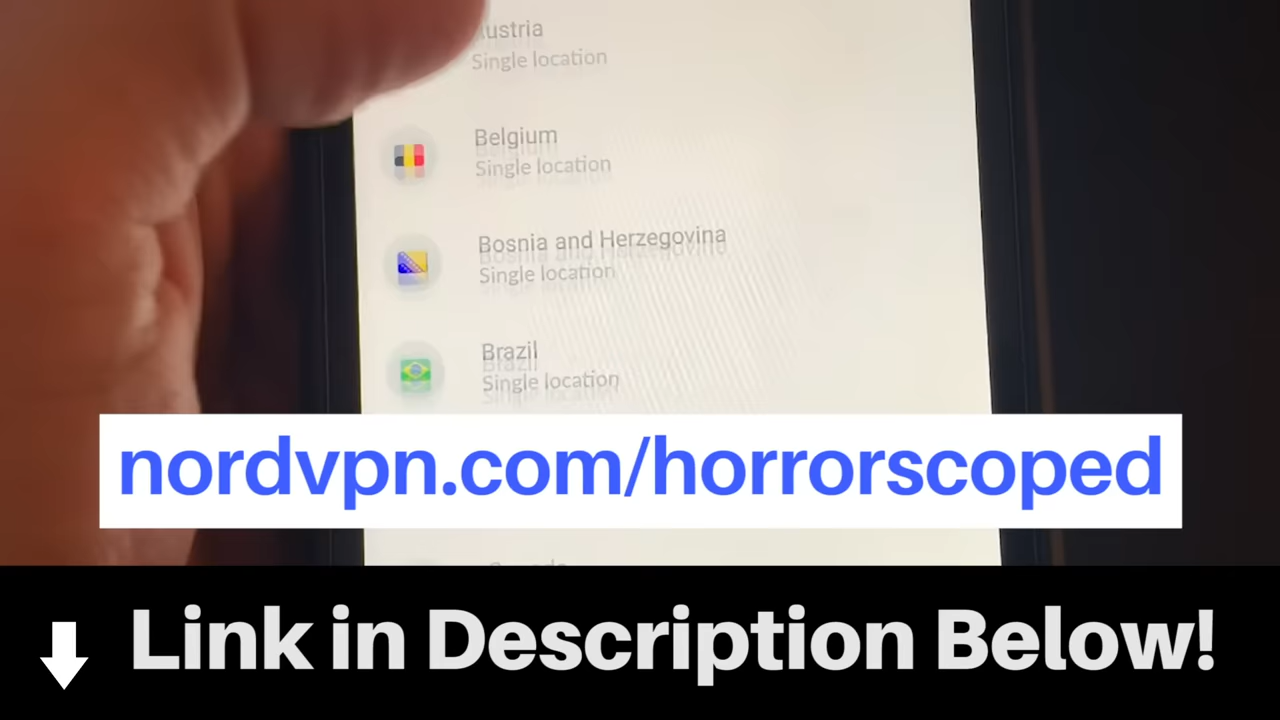 Single location
Belgium
Single location
Bosnia and Herzegovina
Single location
Brazil
Single location
nordvpn.com/horrorscoped
Link in Description Below!